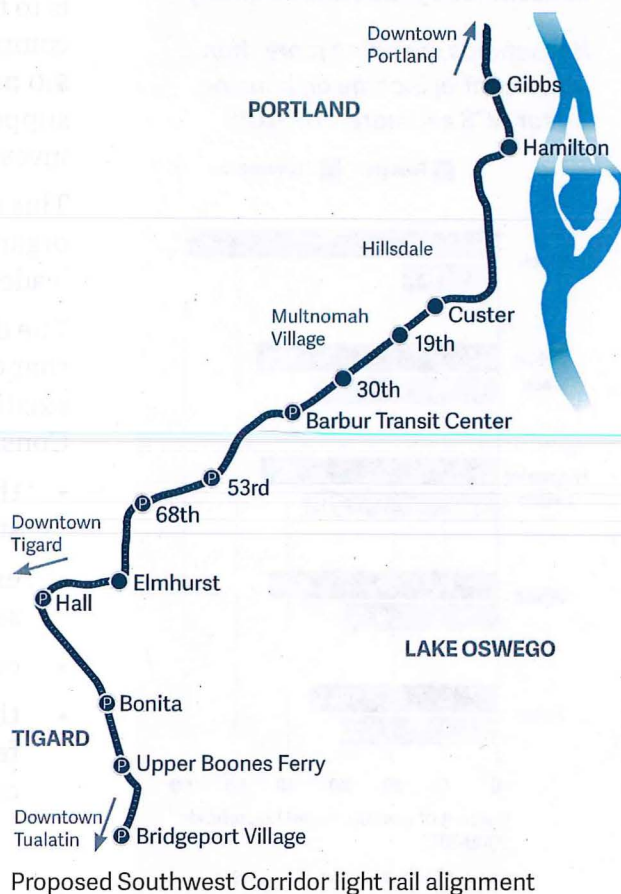 Downtown
Portland
Gibbs
PORTLAND
Hamilton
Hillsdale
Custer
Multnomah
Village
19th
30th
P
Barbur Transit Center
P
53rd
P
68th
Downtown
Tigard
Elmhurst
P
Hall
LAKE OSWEGO
P
Bonita
TIGARD
P
Upper Boones Ferry
Downtown
Tualatin
P
Bridgeport Village
Proposed Southwest Corridor light rail alignment